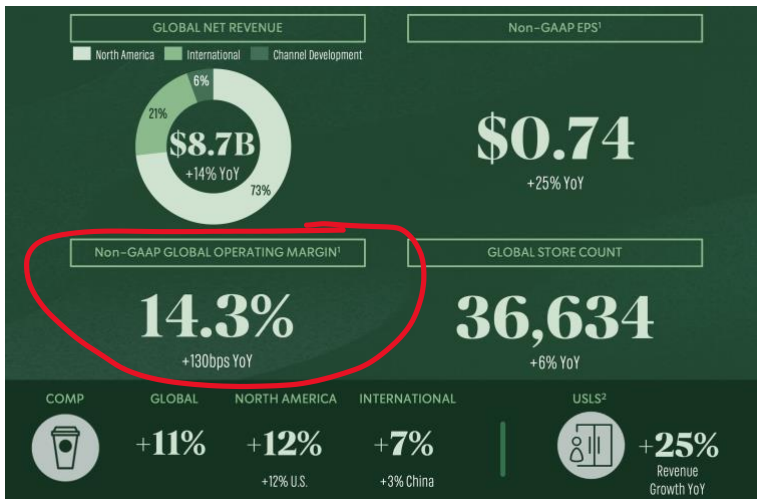 GLOBAL NET REVENUE
North America International Channel Development
6%
21%
$8.7B
+14% YoY
73%
Non-GAAP EPS¹
$0.74
+25% YoY
Non-GAAP GLOBAL OPERATING MARGIN¹
14.3%
+130bps YoY
GLOBAL STORE COUNT
36,634
+6% YoY
COMP
GLOBAL
+11%
NORTH AMERICA
+12%
+12% U.S.
INTERNATIONAL
+7%
+3% China
USLS²
+25%
Revenue
Growth YoY